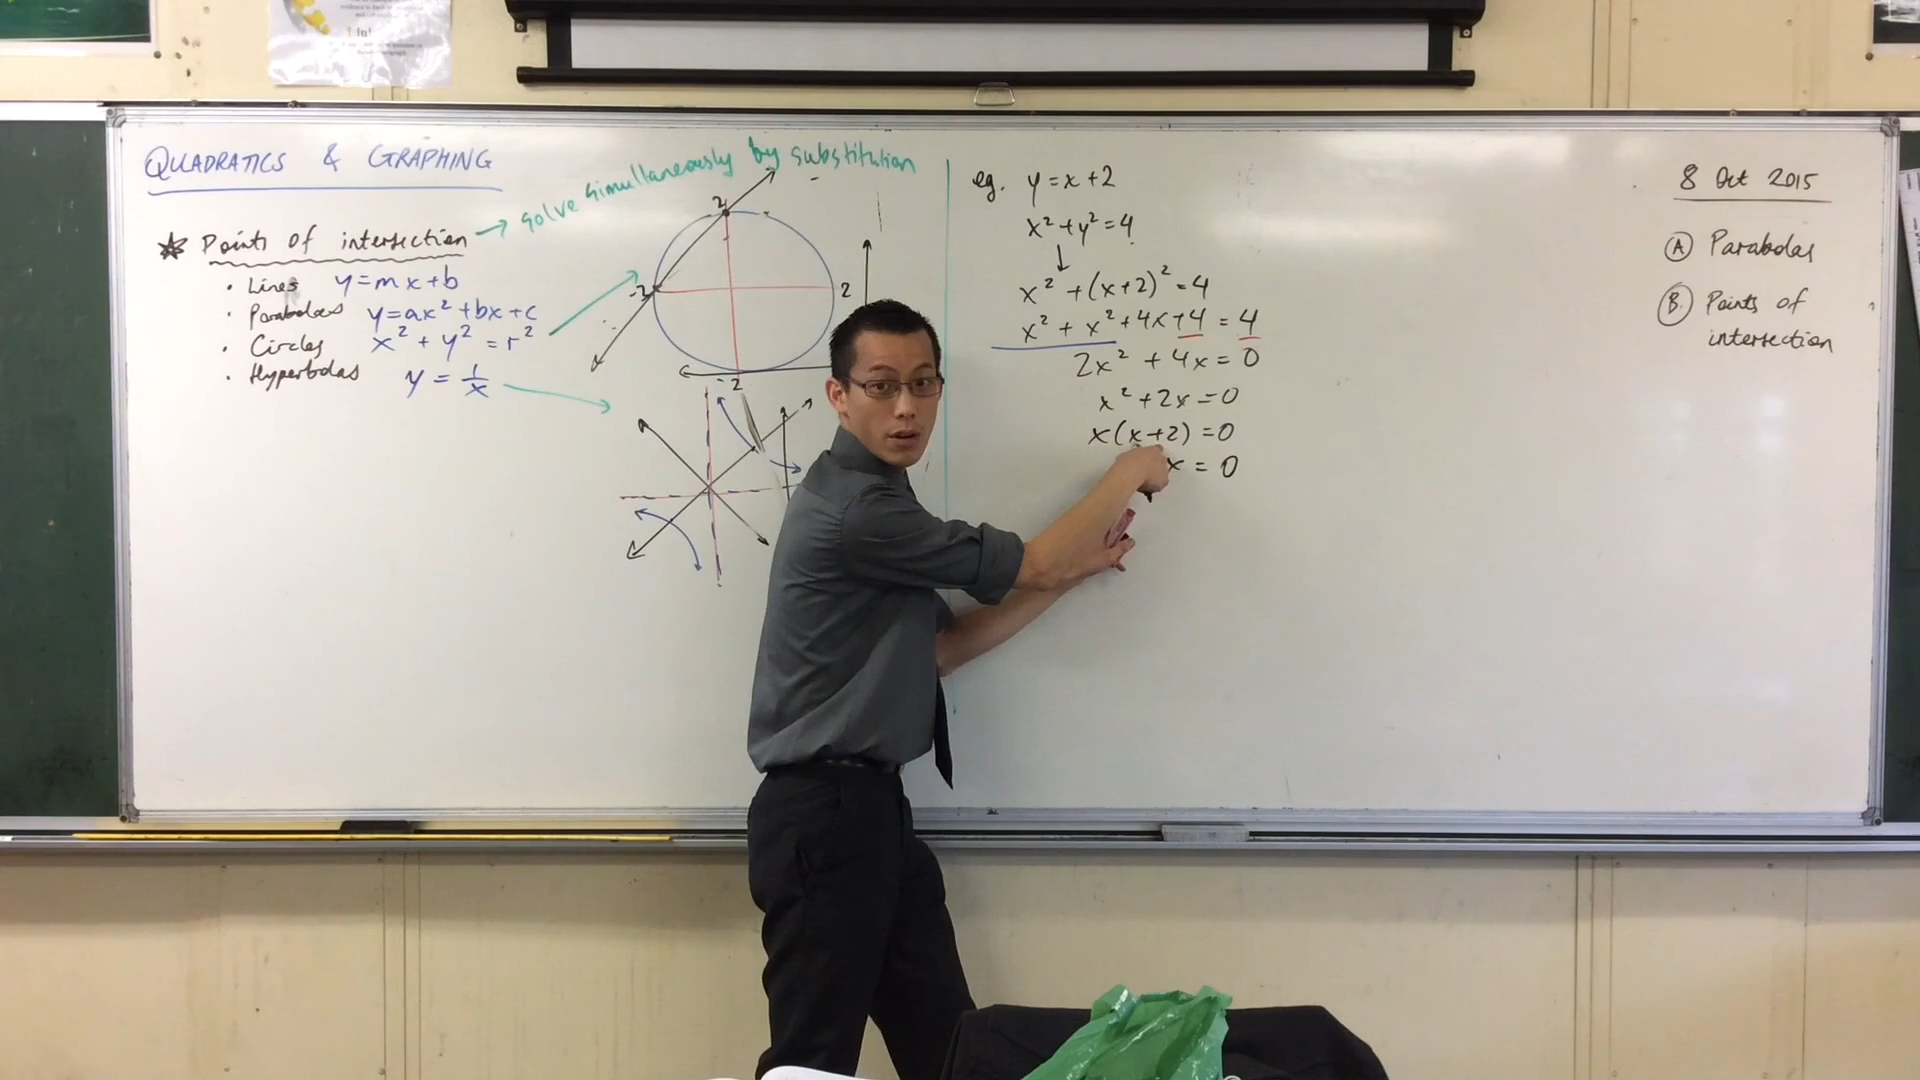 QUADRATICS & GRAPHING
Points of intersection → solve simultaneously by substitution
• Lines y = mx + b
• Parabolas y = ax² + bx + c
• Circles x² + y² = r²
• Hyperbolas y = 1/x
2
-2
2
-2
eg. y = x + 2
x² + y² = 4
x² + (x+2)² = 4
x² + x² + 4x + 4 = 4
2x² + 4x = 0
x² + 2x = 0
x(x+2) = 0
x = 0
8 Oct 2015
Ⓐ Parabolas
Ⓑ Points of
intersection